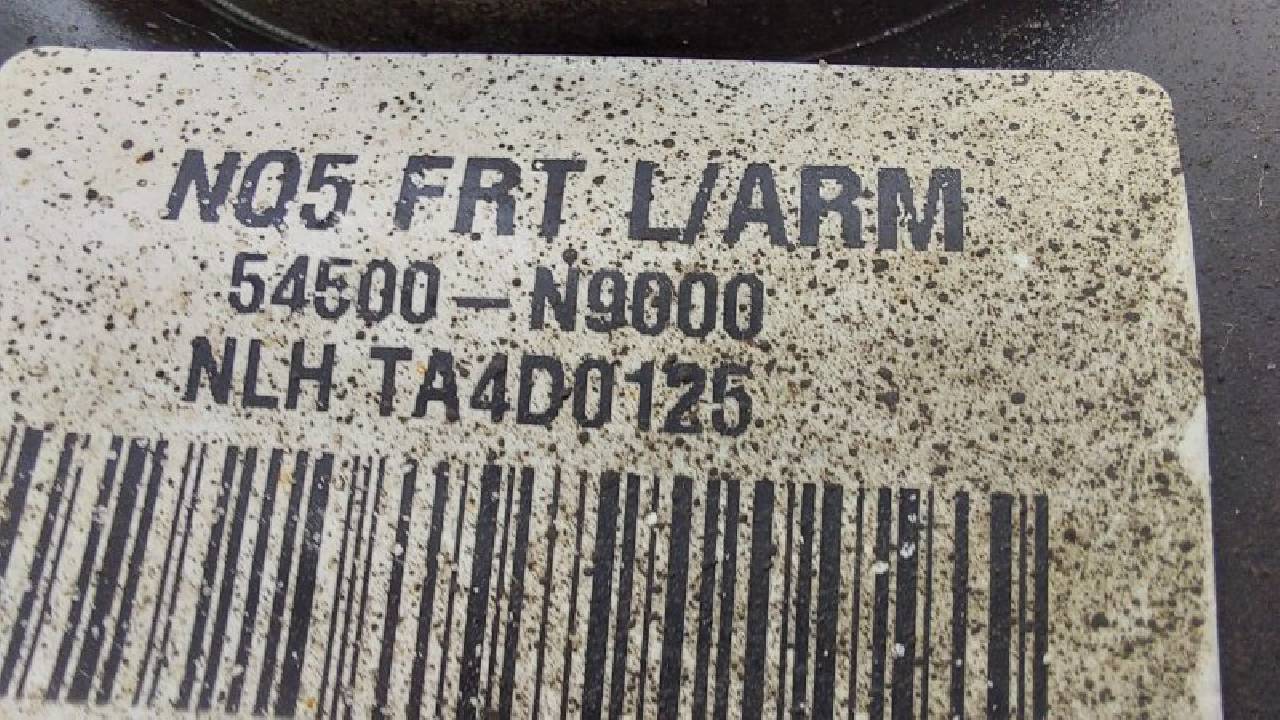 NQ5 FRT L/ARM
54500-N9000
NLH TA4D0125